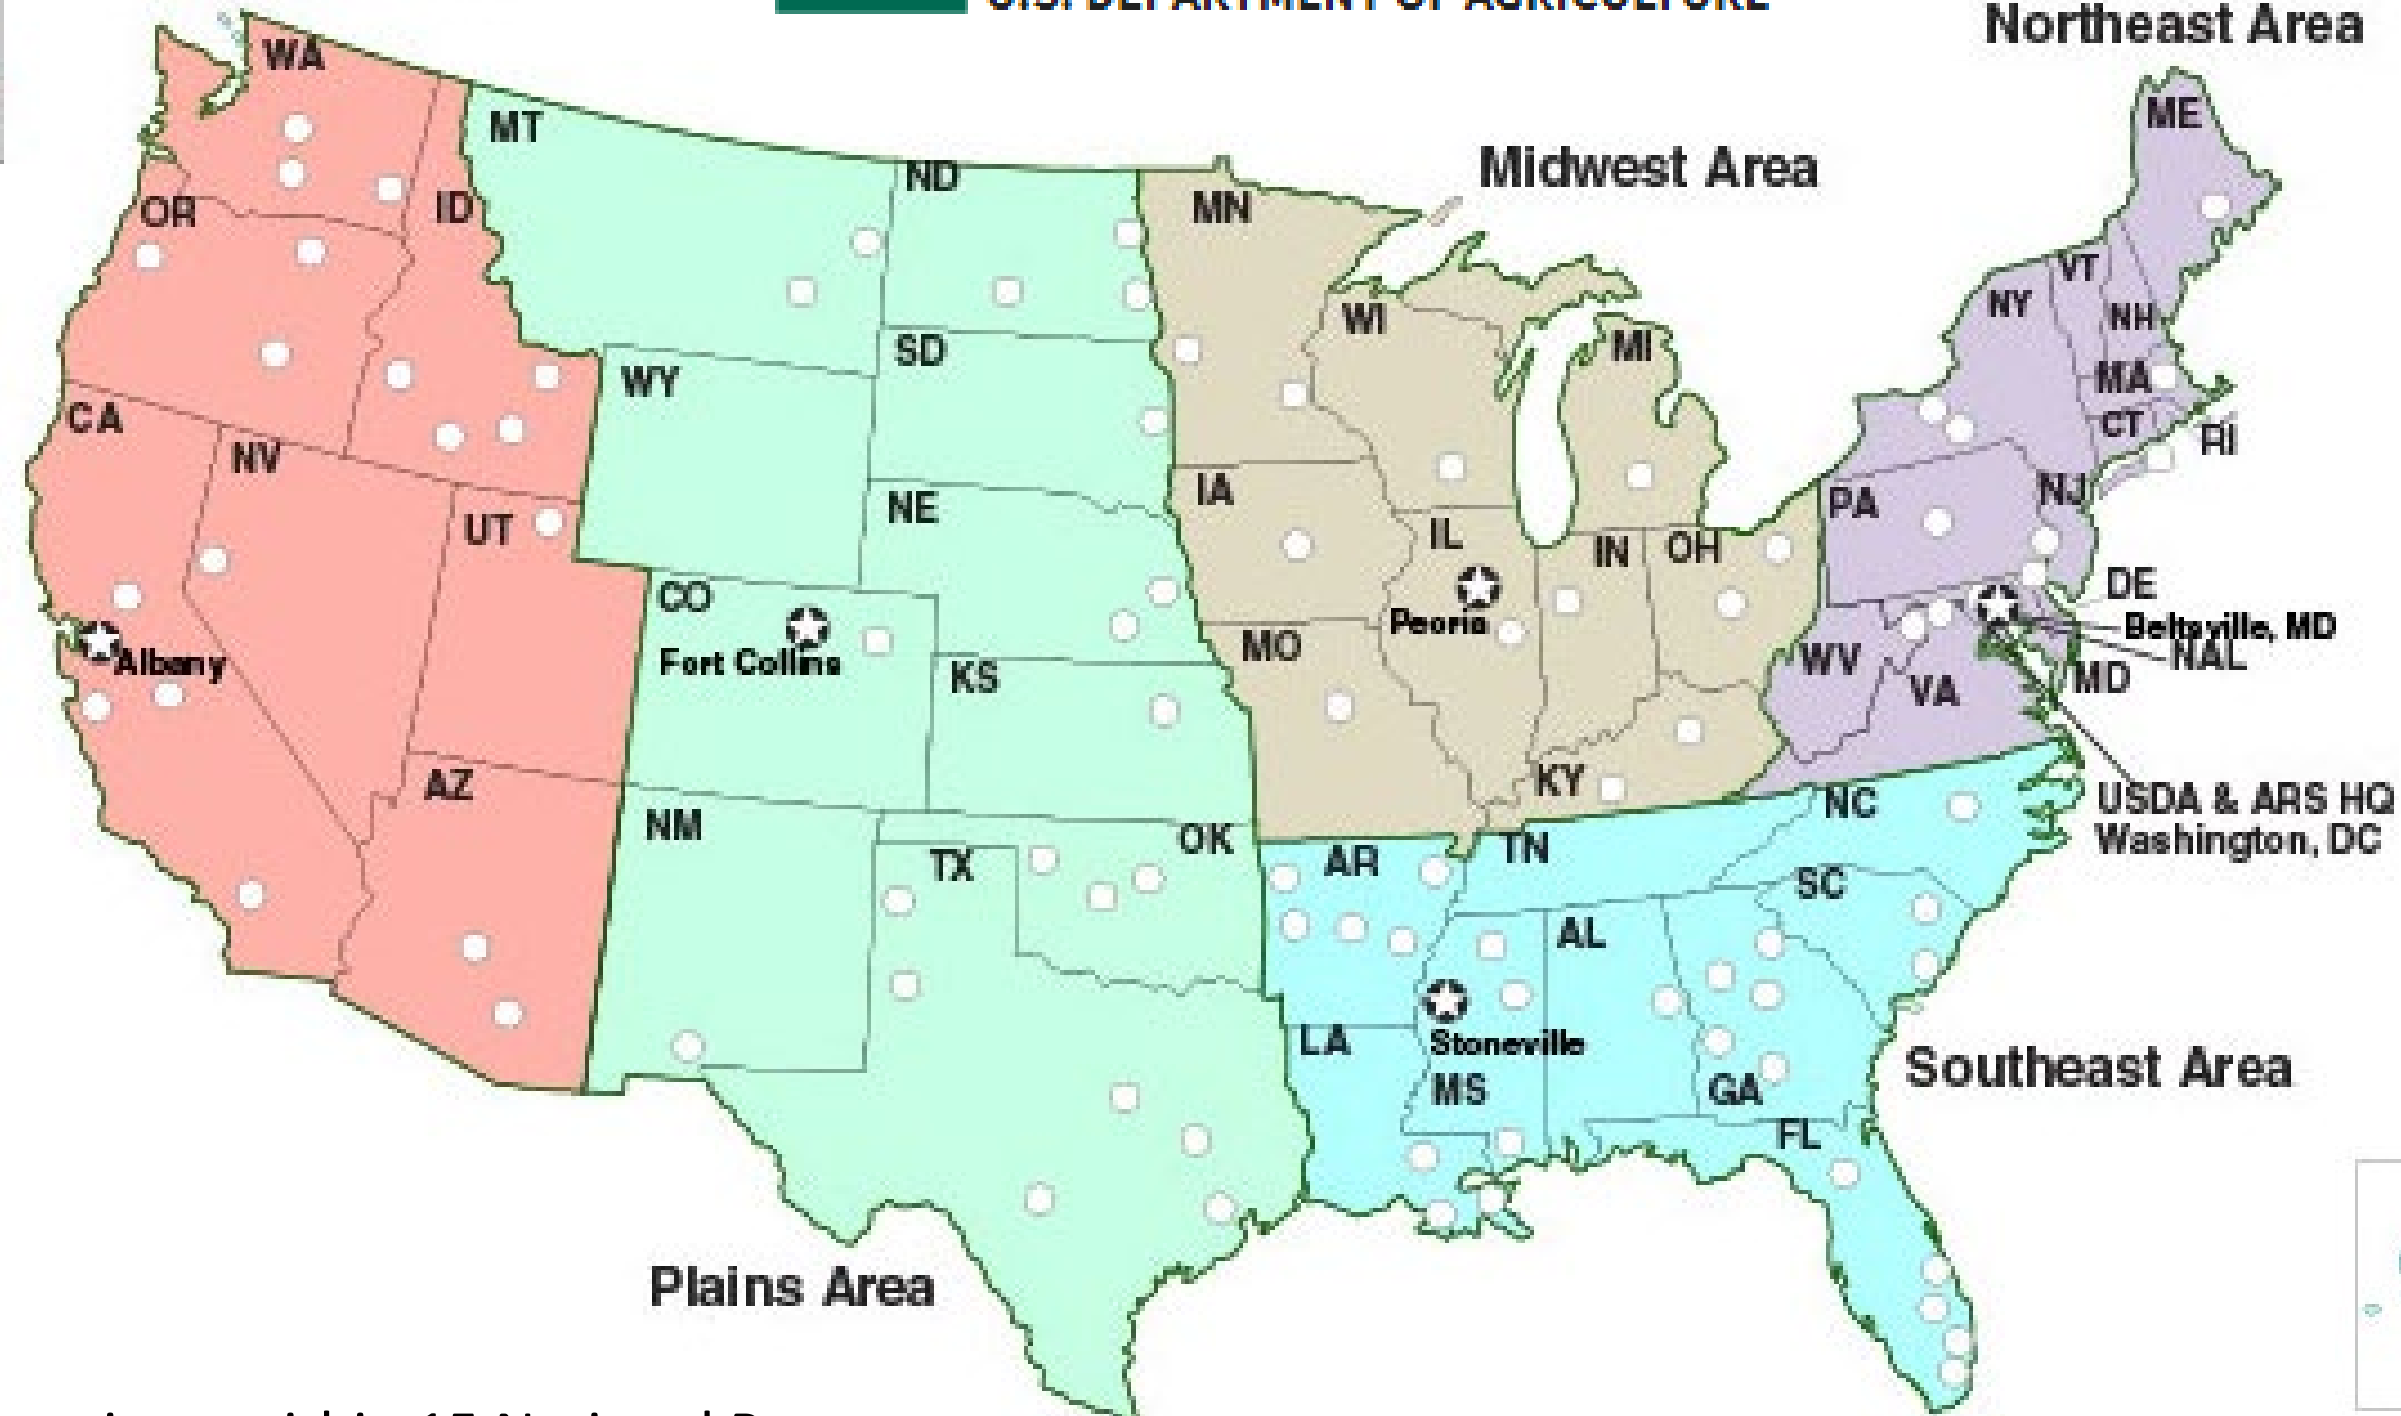 U.S. DEPARTMENT OF AGRICULTURE
Northeast Area
WA
ME
MT
Midwest Area
ND
MN
OR
ID
VT
NY
WI
NH
SD
MI
WY
MA
CA
CT
RI
NV
IA
NJ
NE
PA
UT
IL
IN
OH
DE
CO
Peoria
Beltsville, MD
Albany
Fort Collins
MO
NAL
WV
KS
MD
VA
AZ
KY
USDA & ARS HQ
NC
Washington, DC
NM
OK
TN
TX
AR
SC
AL
LA
Stoneville
Southeast Area
MS
GA
FL
Plains Area